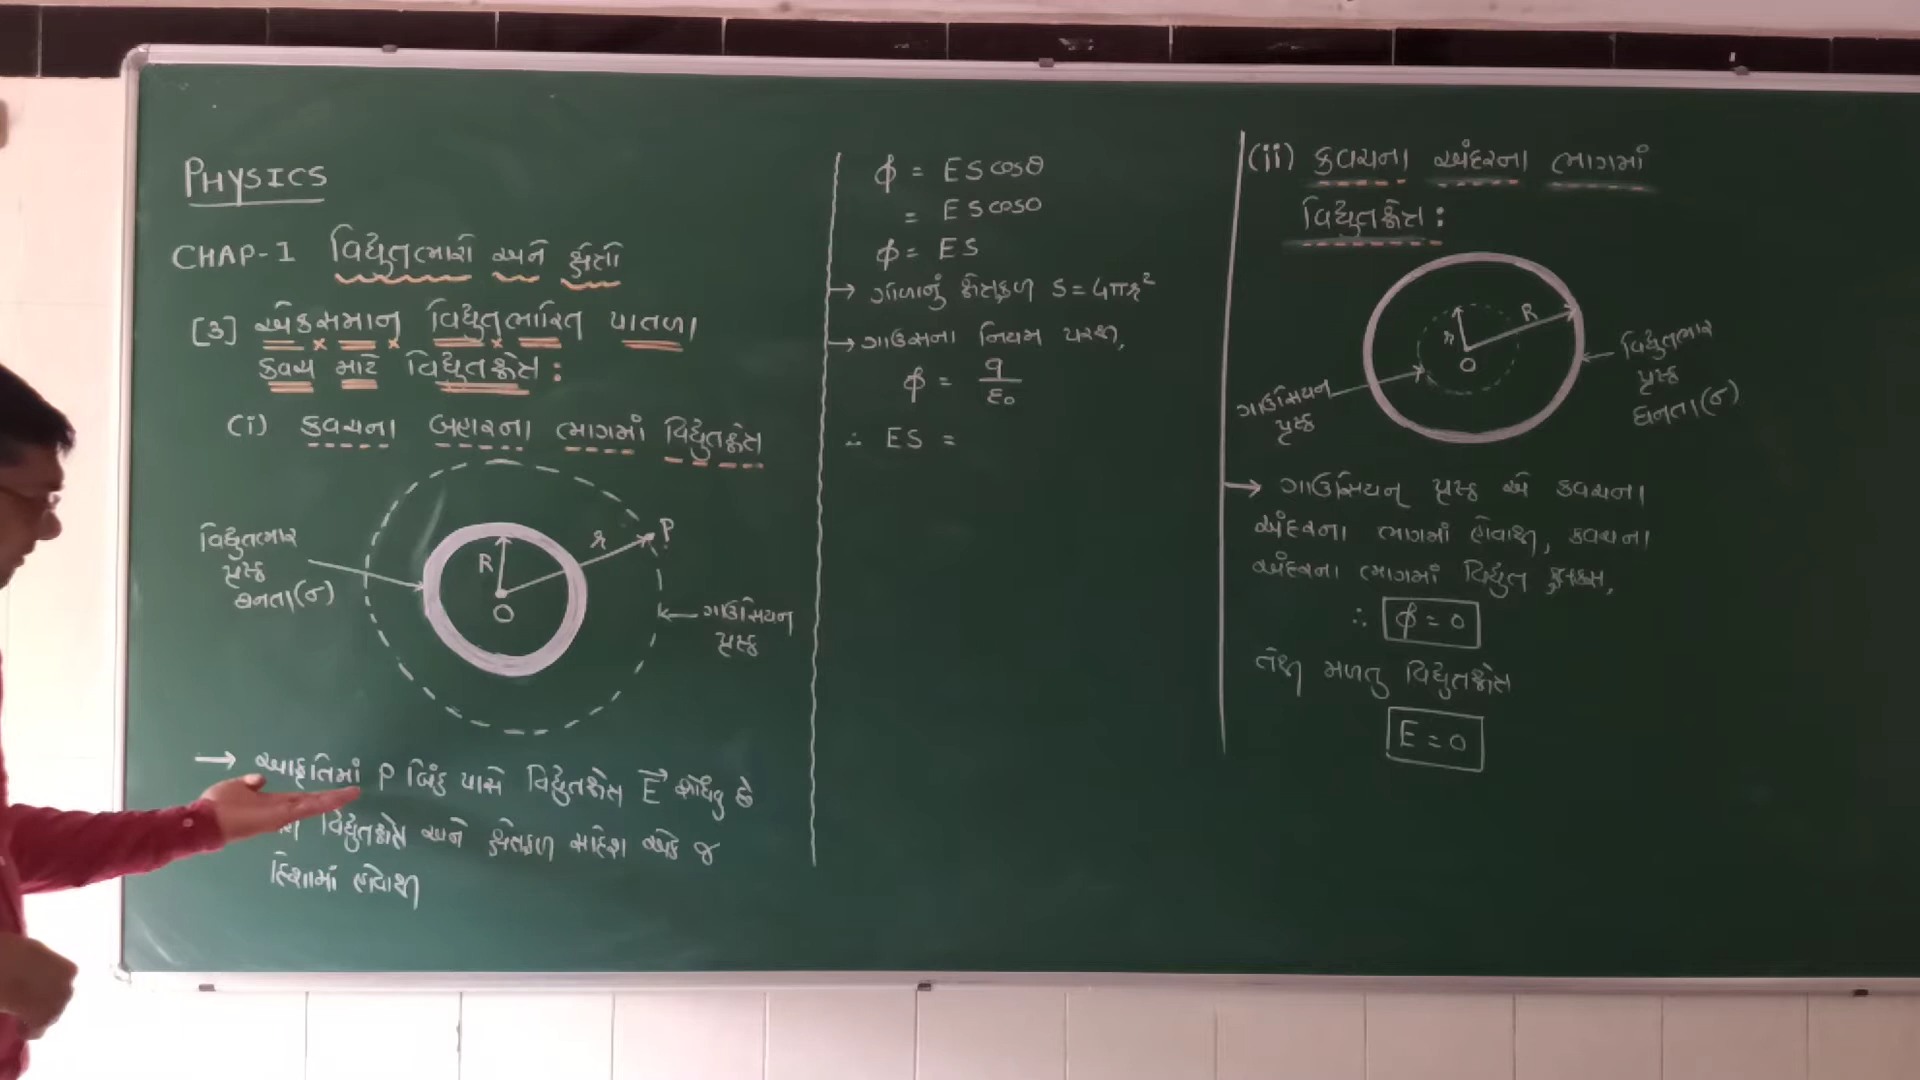 PHYSICS
CHAP-1 વિદ્યુતભારો અને ક્ષેત્રો
[3] એકસમાન વિદ્યુતભારિત પાતળા
કવચ માટે વિદ્યુતક્ષેત્ર :
(i) કવચના બહારના ભાગમાં વિદ્યુતક્ષેત્ર
વિદ્યુતભાર
પૃષ્ઠ
ઘનતા(σ)
R
O
r
P
ગાઉસિયન
પૃષ્ઠ
→ આકૃતિમાં P બિંદુ પાસે વિદ્યુતક્ષેત્ર E⃗ શોધવુ છે
વિદ્યુતક્ષેત્ર અને ક્ષેત્રફળ સદિશ એક જ
દિશામાં હોવાથી
ϕ = ES cosθ
= ES cos0
ϕ = ES
→ ગોળાનું ક્ષેત્રફળ S = 4πr²
→ ગાઉસના નિયમ પરથી,
ϕ = q/ε₀
∴ ES =
(ii) કવચના અંદરના ભાગમાં
વિદ્યુતક્ષેત્ર :
r
R
O
વિદ્યુતભાર
પૃષ્ઠ
ઘનતા(σ)
ગાઉસિયન
પૃષ્ઠ
→ ગાઉસિયન પૃષ્ઠ એ કવચના
અંદરના ભાગમાં હોવાથી, કવચના
અંદરના ભાગમાં વિદ્યુત ફ્લક્સ,
∴ ϕ = 0
તેથી મળતુ વિદ્યુતક્ષેત્ર
E = 0